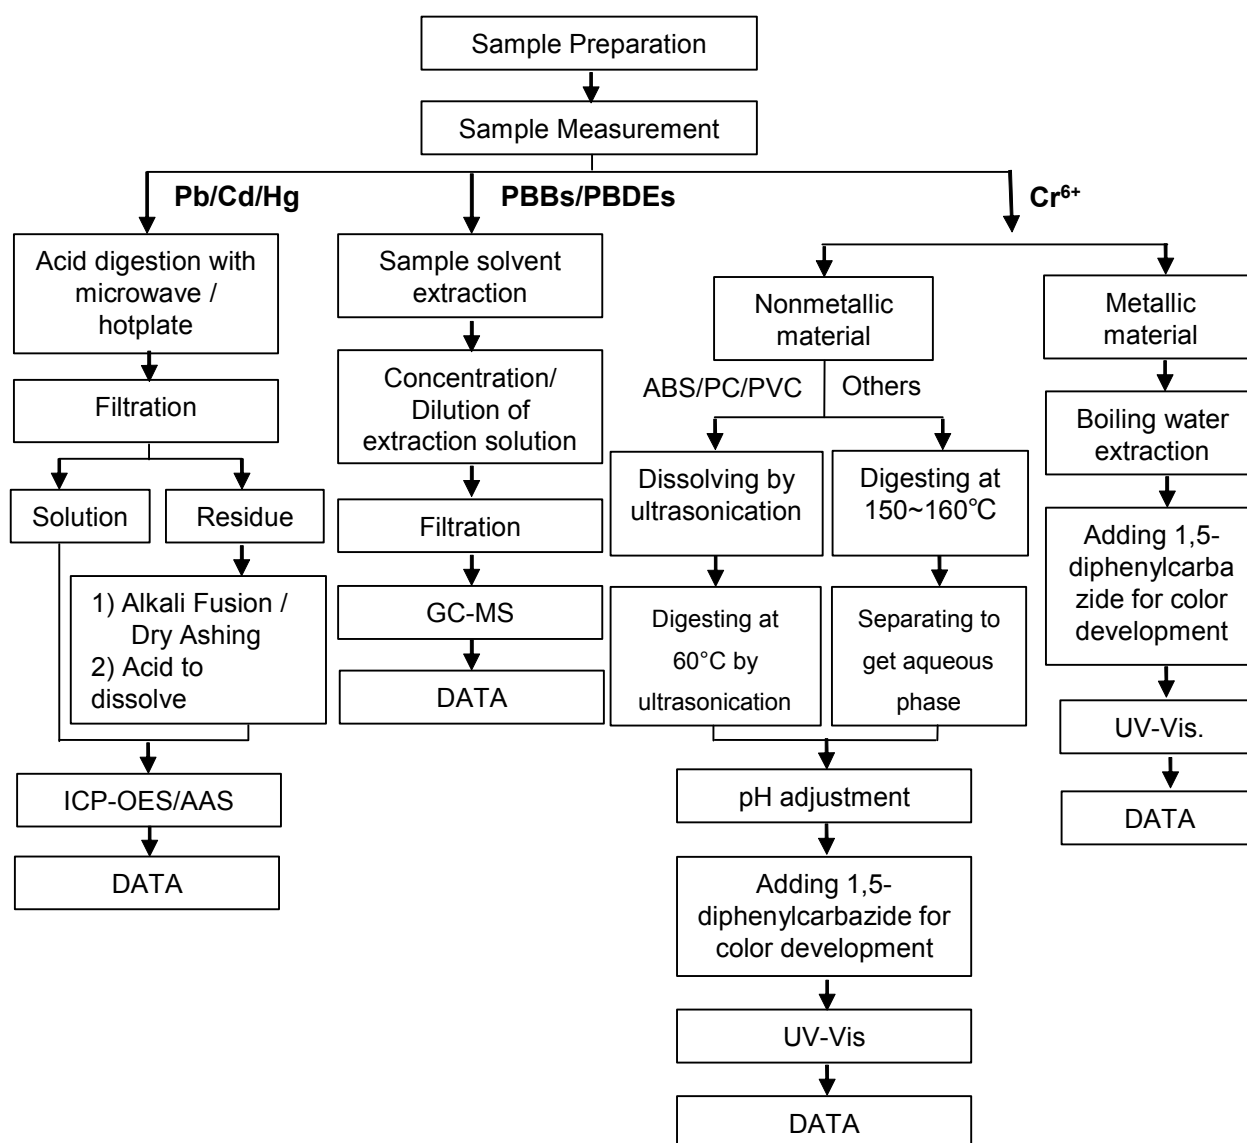 Sample Preparation
Sample Measurement
Pb/Cd/Hg
PBBs/PBDEs
Cr⁶⁺
Acid digestion with
microwave /
hotplate
Filtration
Solution
Residue
1) Alkali Fusion /
Dry Ashing
2) Acid to
dissolve
ICP-OES/AAS
DATA
Sample solvent
extraction
Concentration/
Dilution of
extraction solution
Filtration
GC-MS
DATA
Nonmetallic
material
ABS/PC/PVC
Others
Dissolving by
ultrasonication
Digesting at
60°C by
ultrasonication
Digesting at
150~160℃
Separating to
get aqueous
phase
pH adjustment
Adding 1,5-
diphenylcarbazide for
color development
UV-Vis
DATA
Metallic
material
Boiling water
extraction
Adding 1,5-
diphenylcarba
zide for color
development
UV-Vis.
DATA